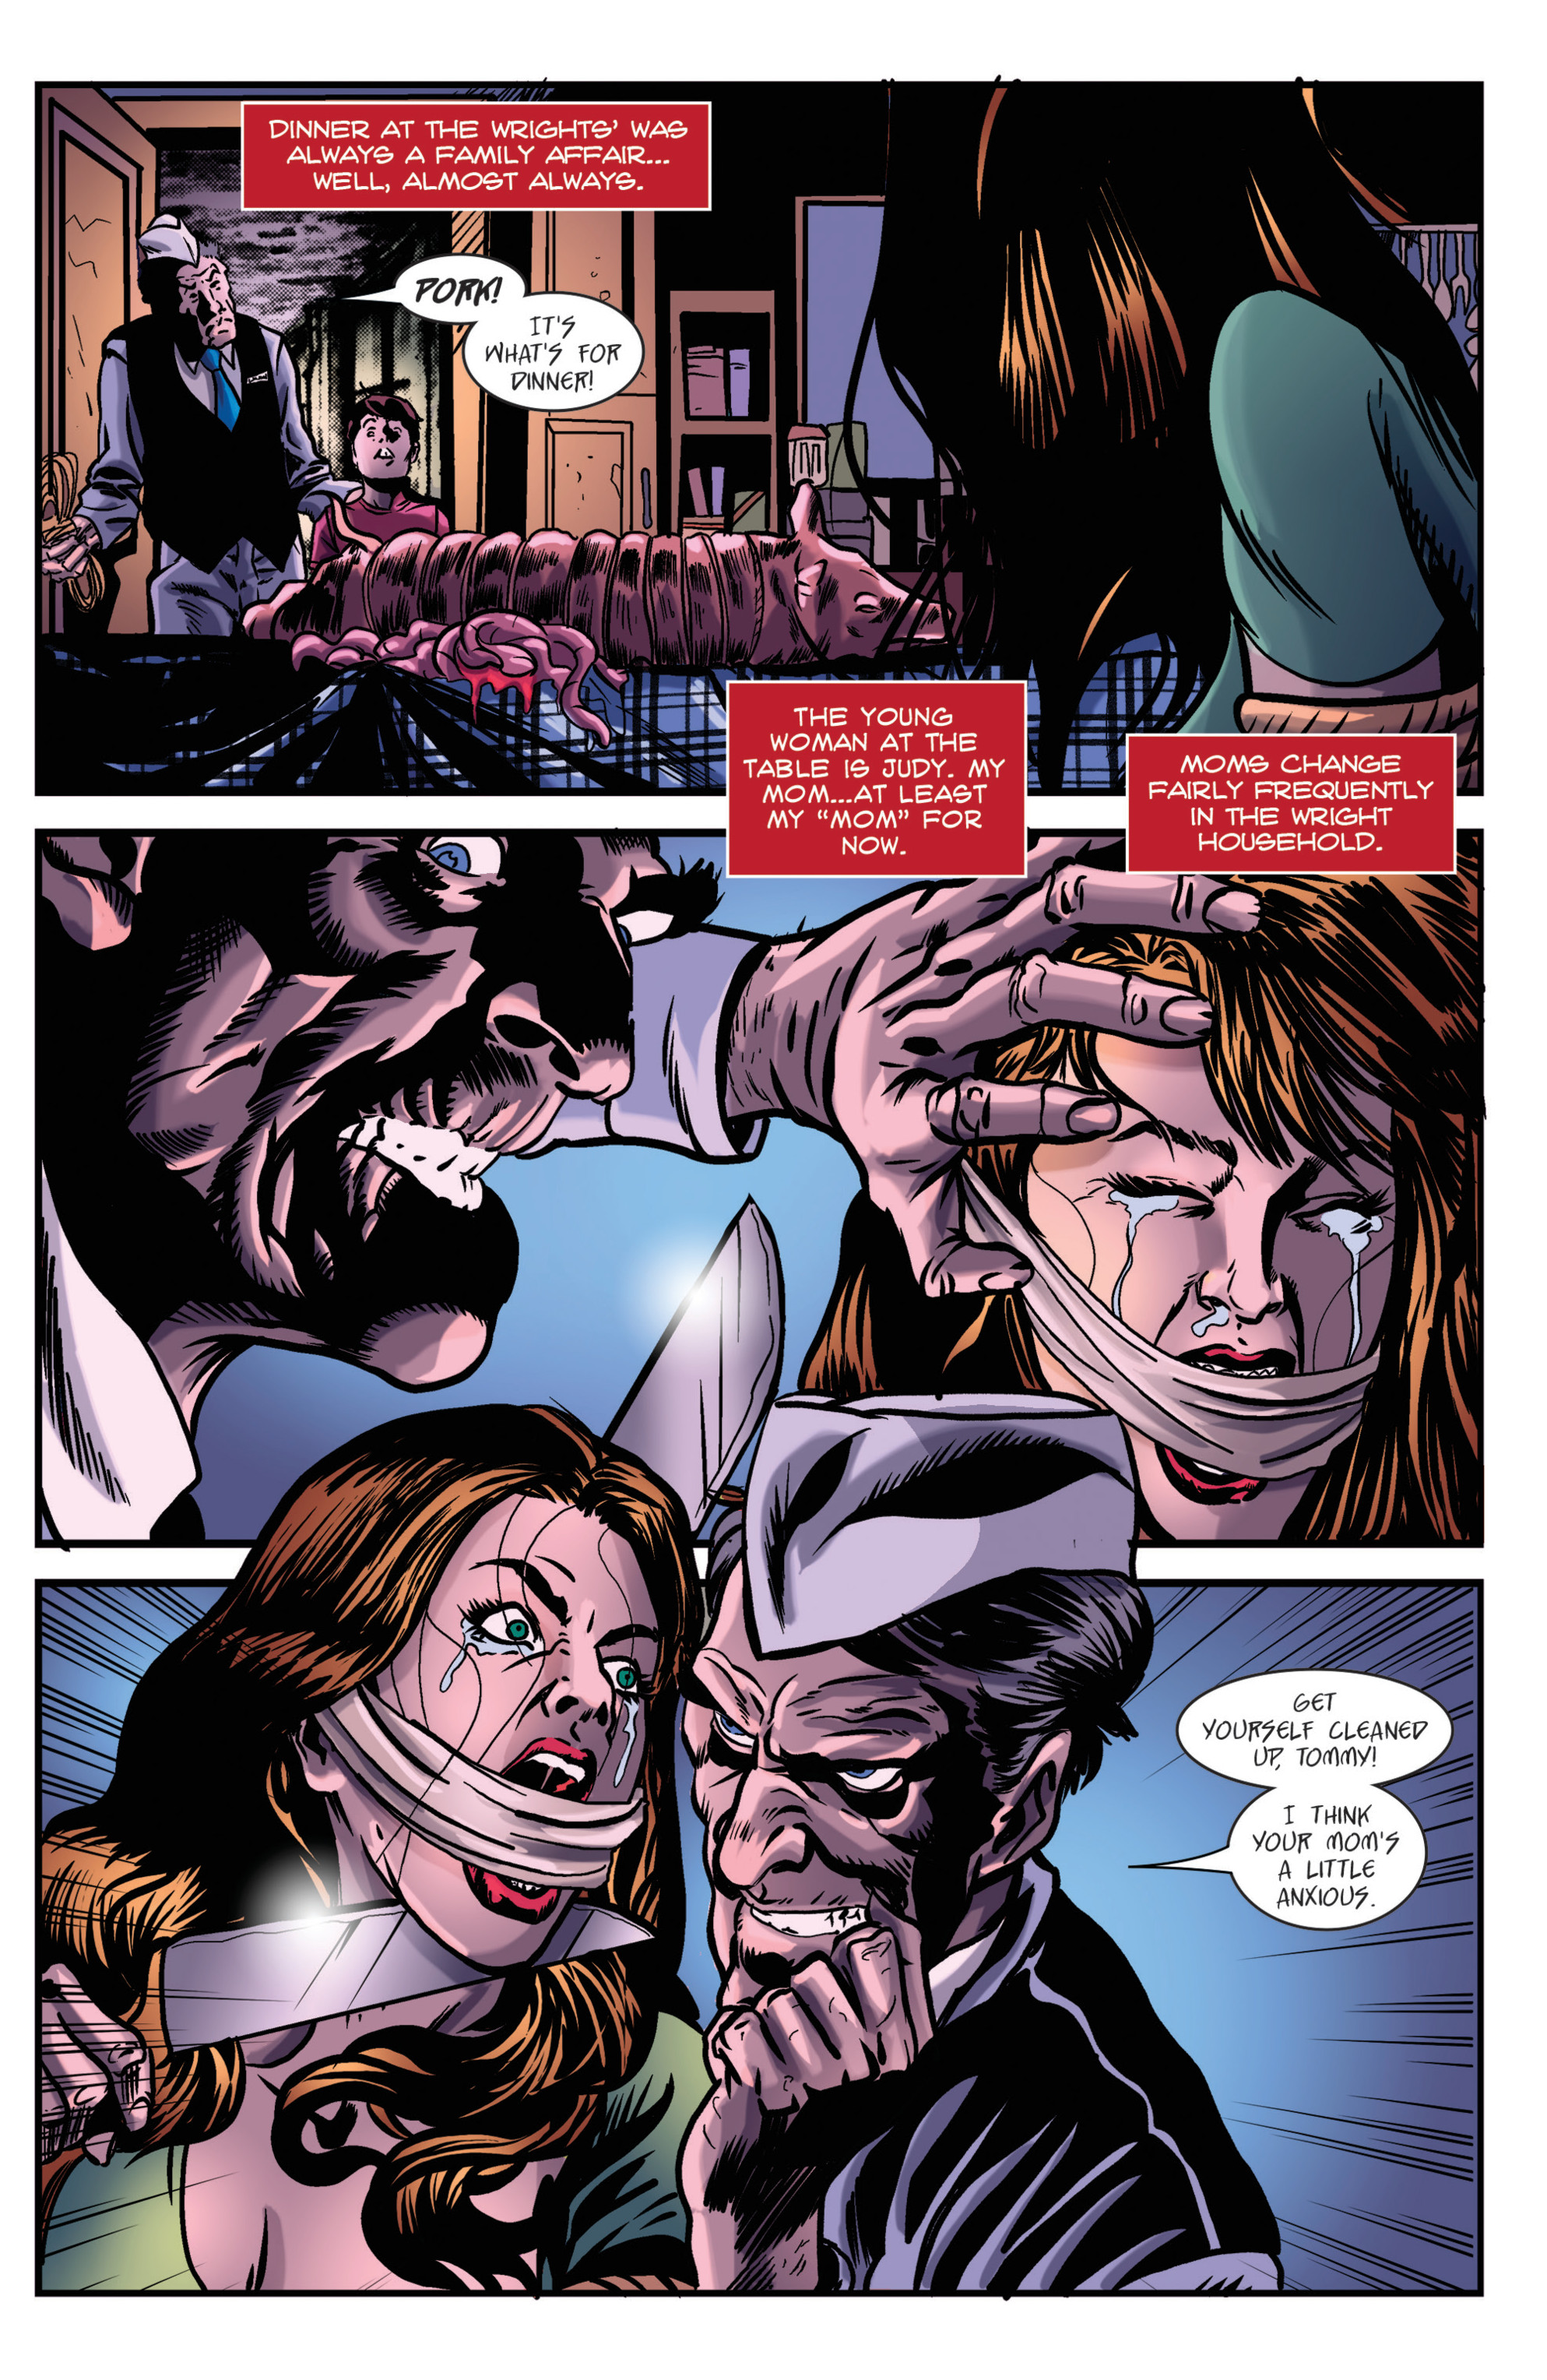 DINNER AT THE WRIGHTS' WAS
ALWAYS A FAMILY AFFAIR...
WELL, ALMOST ALWAYS.
PORK!
IT'S
WHAT'S FOR
DINNER!
THE YOUNG
WOMAN AT THE
TABLE IS JUDY. MY
MOM...AT LEAST
MY "MOM" FOR
NOW.
MOMS CHANGE
FAIRLY FREQUENTLY
IN THE WRIGHT
HOUSEHOLD.
GET
YOURSELF CLEANED
UP, TOMMY!
I THINK
YOUR MOM'S
A LITTLE
ANXIOUS.